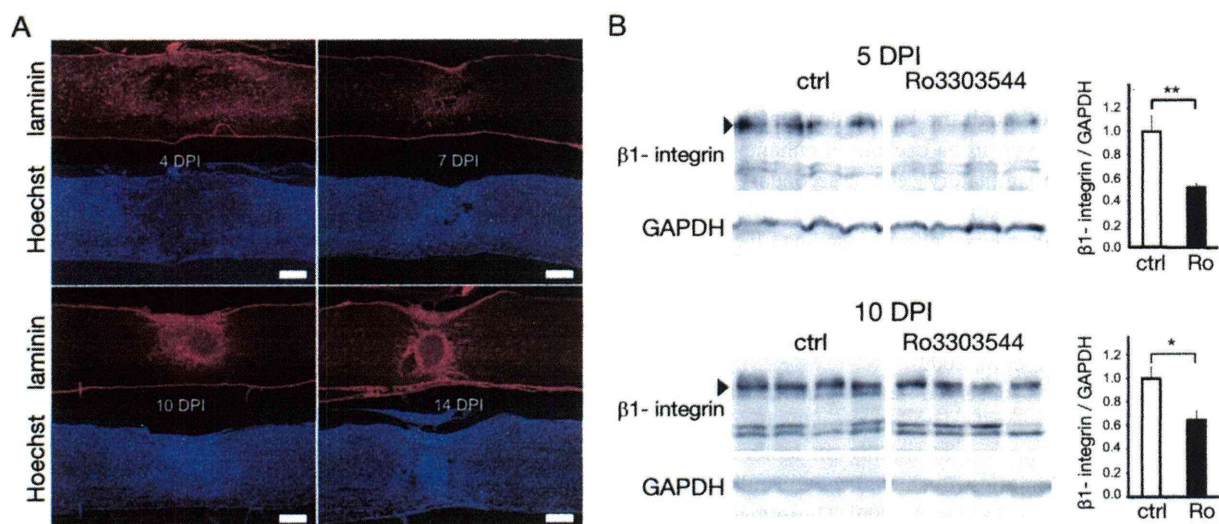 A
laminin
4 DPI
7 DPI
Hoechst
laminin
10 DPI
14 DPI
Hoechst
B
5 DPI
ctrl
Ro3303544
β1- integrin
GAPDH
**
β1- integrin / GAPDH
1.2
1.0
0.8
0.6
0.4
0.2
0.0
ctrl
Ro
10 DPI
ctrl
Ro3303544
β1- integrin
GAPDH
*
β1- integrin / GAPDH
1.2
1.0
0.8
0.6
0.4
0.2
0.0
ctrl
Ro